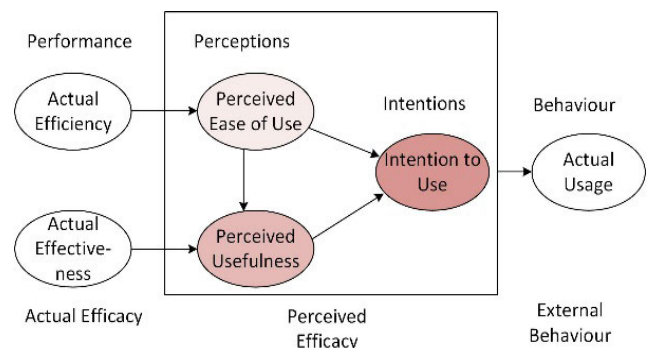 Performance
Perceptions
Actual
Efficiency
Perceived
Ease of Use
Intentions
Behaviour
Intention to
Use
Actual
Usage
Actual
Effective-
ness
Perceived
Usefulness
Actual Efficacy
Perceived
Efficacy
External
Behaviour